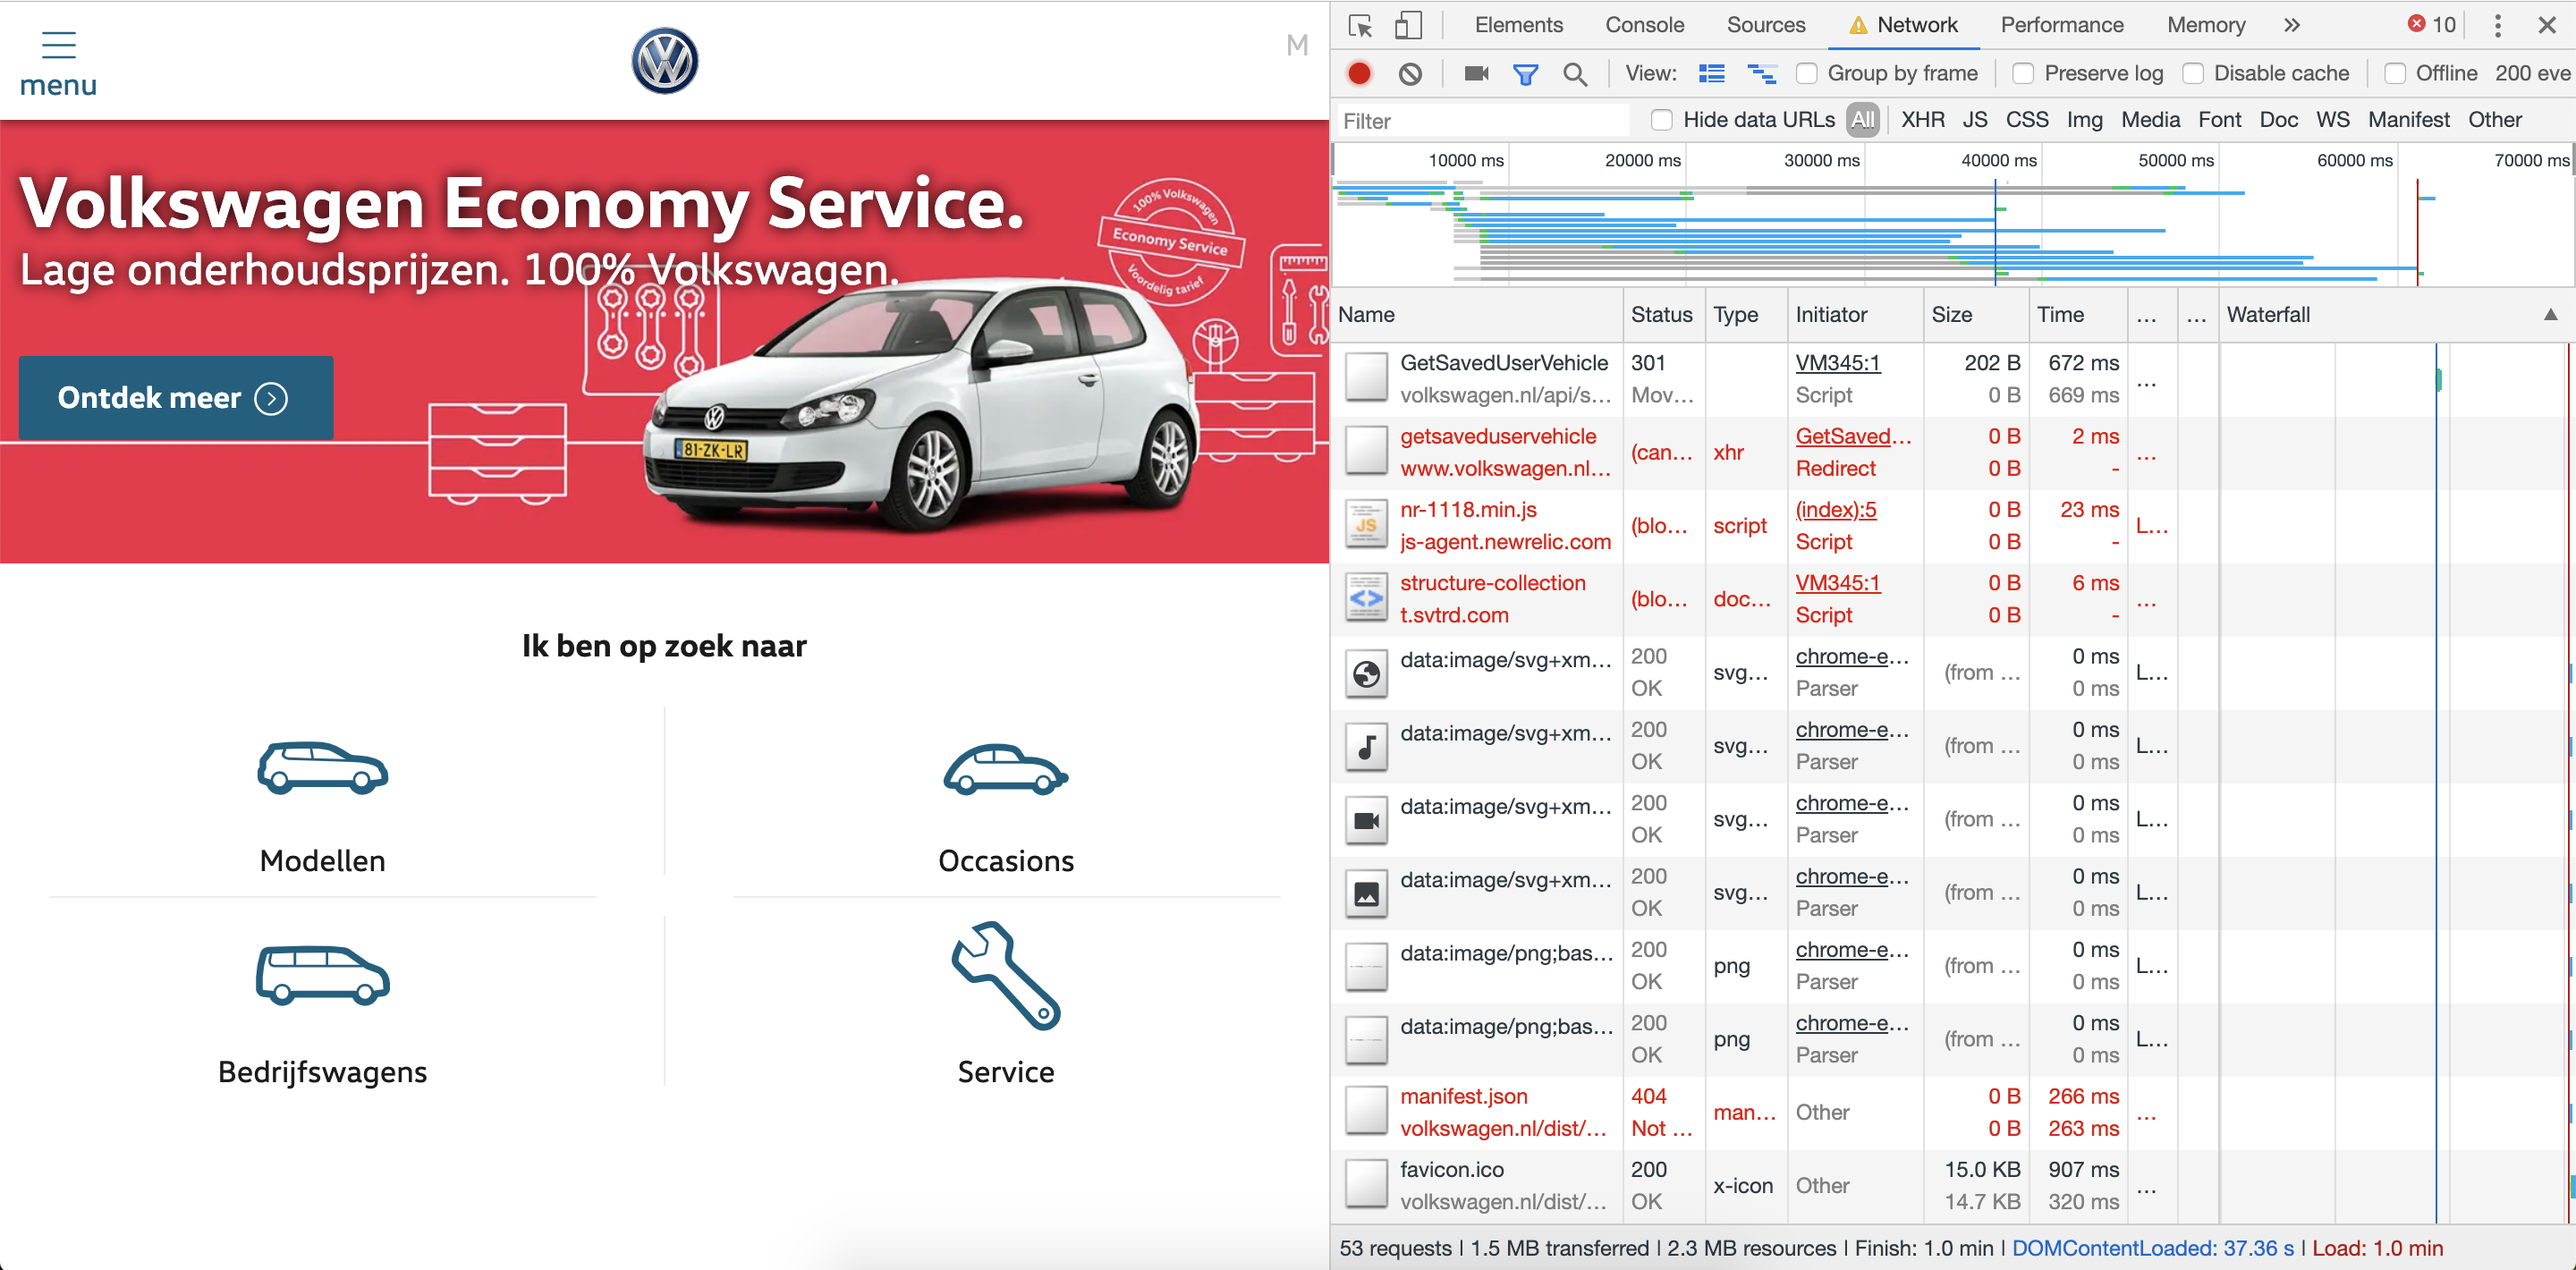 menu
M
Volkswagen Economy Service.
Lage onderhoudsprijzen. 100% Volkswagen.
100% Volkswagen
Economy Service
Voordelig tarief
Ontdek meer
81-ZK-LR
Ik ben op zoek naar
Modellen
Occasions
Bedrijfswagens
Service
Elements Console Sources Network Performance Memory » 10
View: Group by frame Preserve log Disable cache Offline 200 eve
Filter Hide data URLs All XHR JS CSS Img Media Font Doc WS Manifest Other
10000 ms 20000 ms 30000 ms 40000 ms 50000 ms 60000 ms 70000 ms
Name Status Type Initiator Size Time ... ... Waterfall
GetSavedUserVehicle 301 VM345:1 202 B 672 ms
volkswagen.nl/api/s... Mov... Script 0 B 669 ms ...
getsaveduservehicle (can... xhr GetSaved... 0 B 2 ms
www.volkswagen.nl... Redirect 0 B - ...
nr-1118.min.js (blo... script (index):5 0 B 23 ms L...
js-agent.newrelic.com Script 0 B -
structure-collection (blo... doc... VM345:1 0 B 6 ms
t.svtrd.com Script 0 B - ...
data:image/svg+xm... 200 svg... chrome-e... (from ... 0 ms L...
OK Parser 0 ms
data:image/svg+xm... 200 svg... chrome-e... (from ... 0 ms L...
OK Parser 0 ms
data:image/svg+xm... 200 svg... chrome-e... (from ... 0 ms L...
OK Parser 0 ms
data:image/svg+xm... 200 svg... chrome-e... (from ... 0 ms L...
OK Parser 0 ms
data:image/png;bas... 200 png chrome-e... (from ... 0 ms L...
OK Parser 0 ms
data:image/png;bas... 200 png chrome-e... (from ... 0 ms L...
OK Parser 0 ms
manifest.json 404 man... Other 0 B 266 ms
volkswagen.nl/dist/... Not ... 0 B 263 ms ...
favicon.ico 200 x-icon Other 15.0 KB 907 ms
volkswagen.nl/dist/... OK 14.7 KB 320 ms ...
53 requests | 1.5 MB transferred | 2.3 MB resources | Finish: 1.0 min | DOMContentLoaded: 37.36 s | Load: 1.0 min